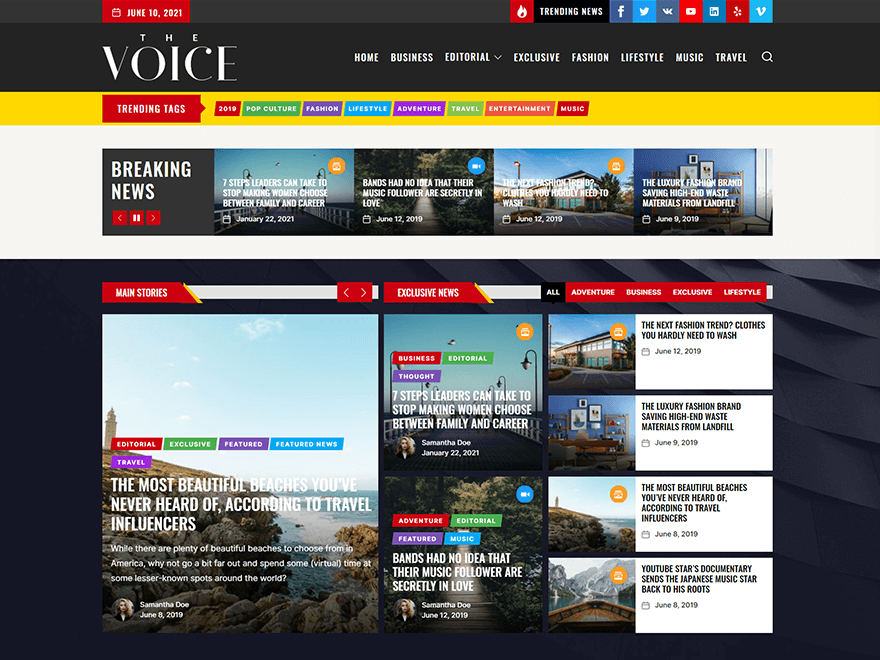 JUNE 10, 2021
TRENDING NEWS
THE
VOICE
HOME BUSINESS EDITORIAL EXCLUSIVE FASHION LIFESTYLE MUSIC TRAVEL
TRENDING TAGS
2019 POP CULTURE FASHION LIFESTYLE ADVENTURE TRAVEL ENTERTAINMENT MUSIC
BREAKING
NEWS
7 STEPS LEADERS CAN TAKE TO
STOP MAKING WOMEN CHOOSE
BETWEEN FAMILY AND CAREER
January 22, 2021
BANDS HAD NO IDEA THAT THEIR
MUSIC FOLLOWER ARE SECRETLY IN
LOVE
June 12, 2019
THE NEXT FASHION TREND?
CLOTHES YOU HARDLY NEED TO
WASH
June 12, 2019
THE LUXURY FASHION BRAND
SAVING HIGH-END WASTE
MATERIALS FROM LANDFILL
June 9, 2019
MAIN STORIES
EDITORIAL EXCLUSIVE FEATURED FEATURED NEWS
TRAVEL
THE MOST BEAUTIFUL BEACHES YOU'VE
NEVER HEARD OF, ACCORDING TO TRAVEL
INFLUENCERS
While there are plenty of beautiful beaches to choose from in
America, why not go a bit far out and spend some (virtual) time at
some lesser-known spots around the world?
Samantha Doe
June 8, 2019
EXCLUSIVE NEWS
ALL ADVENTURE BUSINESS EXCLUSIVE LIFESTYLE
BUSINESS EDITORIAL
THOUGHT
7 STEPS LEADERS CAN TAKE TO
STOP MAKING WOMEN CHOOSE
BETWEEN FAMILY AND CAREER
Samantha Doe
January 22, 2021
ADVENTURE EDITORIAL
FEATURED MUSIC
BANDS HAD NO IDEA THAT
THEIR MUSIC FOLLOWER ARE
SECRETLY IN LOVE
Samantha Doe
June 12, 2019
THE NEXT FASHION TREND? CLOTHES
YOU HARDLY NEED TO WASH
June 12, 2019
THE LUXURY FASHION BRAND
SAVING HIGH-END WASTE
MATERIALS FROM LANDFILL
June 9, 2019
THE MOST BEAUTIFUL BEACHES
YOU'VE NEVER HEARD OF,
ACCORDING TO TRAVEL
INFLUENCERS
June 8, 2019
YOUTUBE STAR'S DOCUMENTARY
SENDS THE JAPANESE MUSIC STAR
BACK TO HIS ROOTS
June 8, 2019